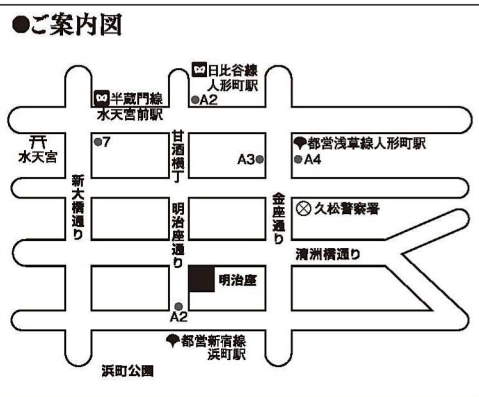 ●ご案内図
日比谷線
人形町駅
A2
半蔵門線
水天宮前駅
水天宮
7
甘酒横丁
A3
都営浅草線人形町駅
A4
新大橋通り
明治座通り
金座通り
久松警察署
清洲橋通り
明治座
A2
都営新宿線
浜町駅
浜町公園